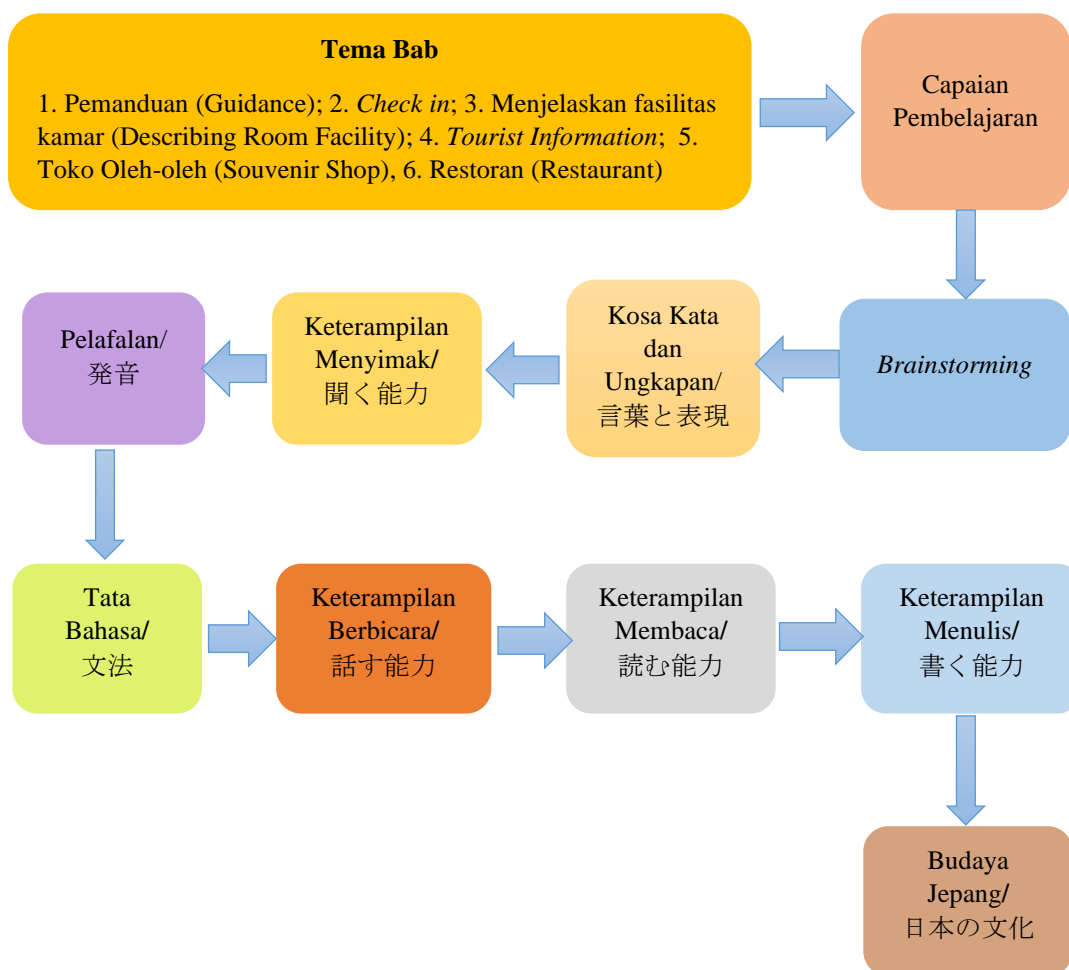 Tema Bab
1. Pemanduan (Guidance); 2. Check in; 3. Menjelaskan fasilitas
kamar (Describing Room Facility); 4. Tourist Information; 5.
Toko Oleh-oleh (Souvenir Shop), 6. Restoran (Restaurant)
Capaian
Pembelajaran
Brainstorming
Kosa Kata
dan
Ungkapan/
言葉と表現
Keterampilan
Menyimak/
聞く能力
Pelafalan/
発音
Tata
Bahasa/
文法
Keterampilan
Berbicara/
話す能力
Keterampilan
Membaca/
読む能力
Keterampilan
Menulis/
書く能力
Budaya
Jepang/
日本の文化